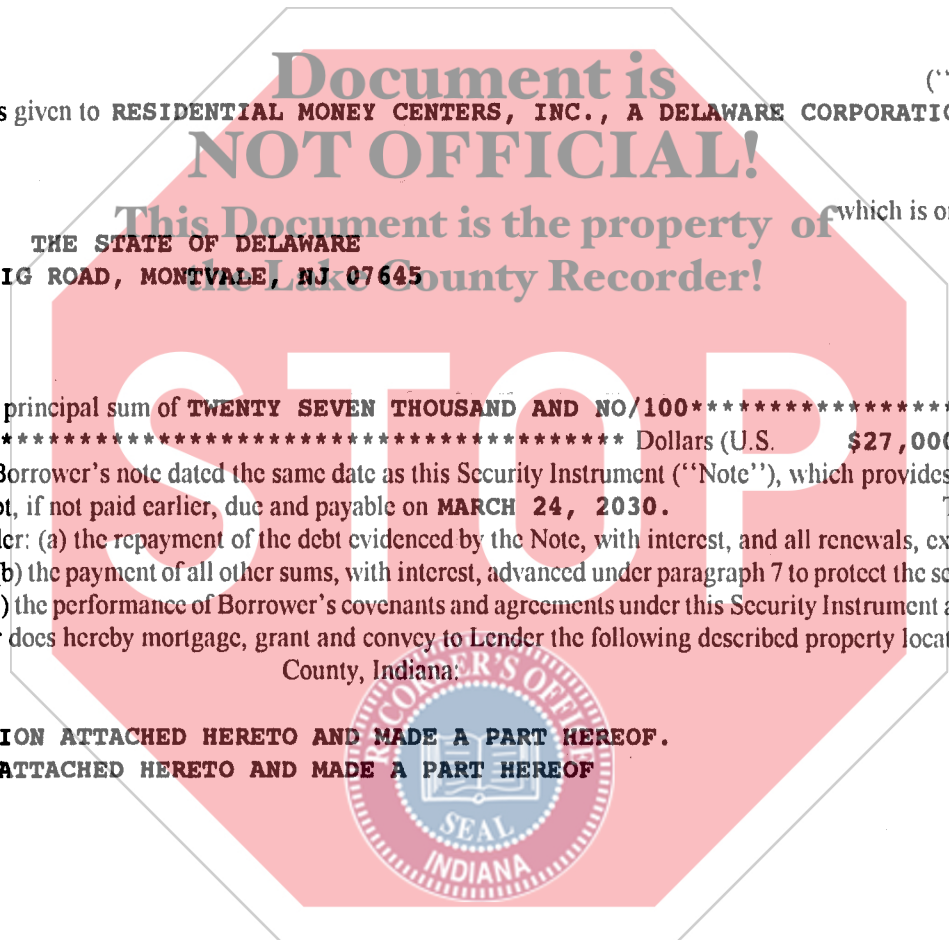 Document is
(“
s given to RESIDENTIAL MONEY CENTERS, INC., A DELAWARE CORPORATIO
NOT OFFICIAL!
which is o
This Document is the property of
THE STATE OF DELAWARE
IG ROAD, MONTVALE, NJ 07645
the Lake County Recorder!
STOP
principal sum of TWENTY SEVEN THOUSAND AND NO/100****************
**************************************** Dollars (U.S. $27,000
Borrower's note dated the same date as this Security Instrument (“Note”), which provides
t, if not paid earlier, due and payable on MARCH 24, 2030. T
er: (a) the repayment of the debt evidenced by the Note, with interest, and all renewals, ex
b) the payment of all other sums, with interest, advanced under paragraph 7 to protect the se
) the performance of Borrower's covenants and agreements under this Security Instrument a
does hereby mortgage, grant and convey to Lender the following described property locat
County, Indiana:
ION ATTACHED HERETO AND MADE A PART HEREOF.
ATTACHED HERETO AND MADE A PART HEREOF
RECORDER'S OFFICE
SEAL
INDIANA